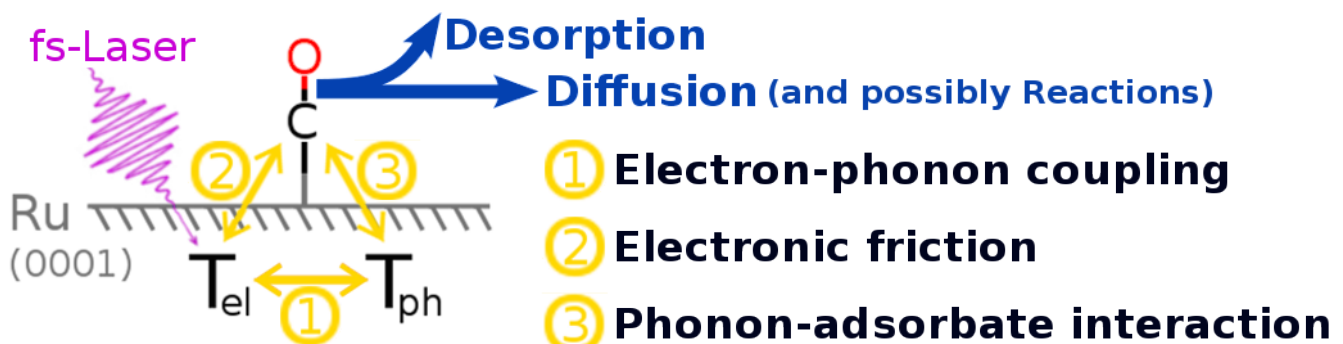 fs-Laser
O
C
Desorption
Diffusion (and possibly Reactions)
Ru
(0001)
2
3
Tel
1
Tph
1 Electron-phonon coupling
2 Electronic friction
3 Phonon-adsorbate interaction